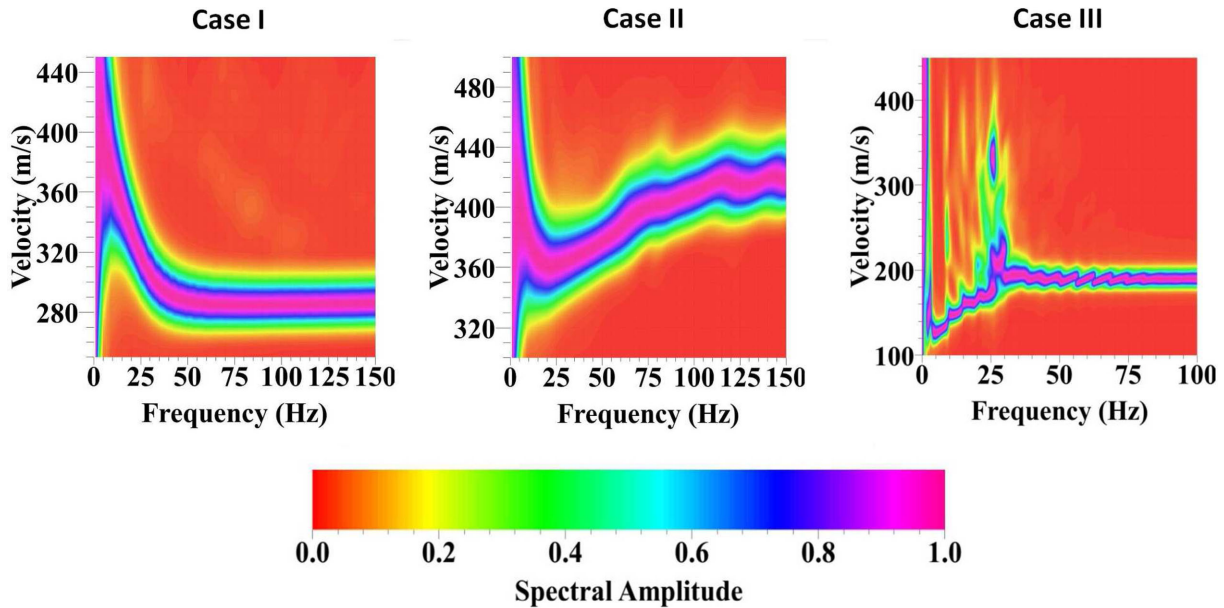 Case I
Case II
Case III
Velocity (m/s)
440
400
360
320
280
0 25 50 75 100 125 150
Frequency (Hz)
Velocity (m/s)
480
440
400
360
320
0 25 50 75 100 125 150
Frequency (Hz)
Velocity (m/s)
400
300
200
100
0 25 50 75 100
Frequency (Hz)
0.0 0.2 0.4 0.6 0.8 1.0
Spectral Amplitude